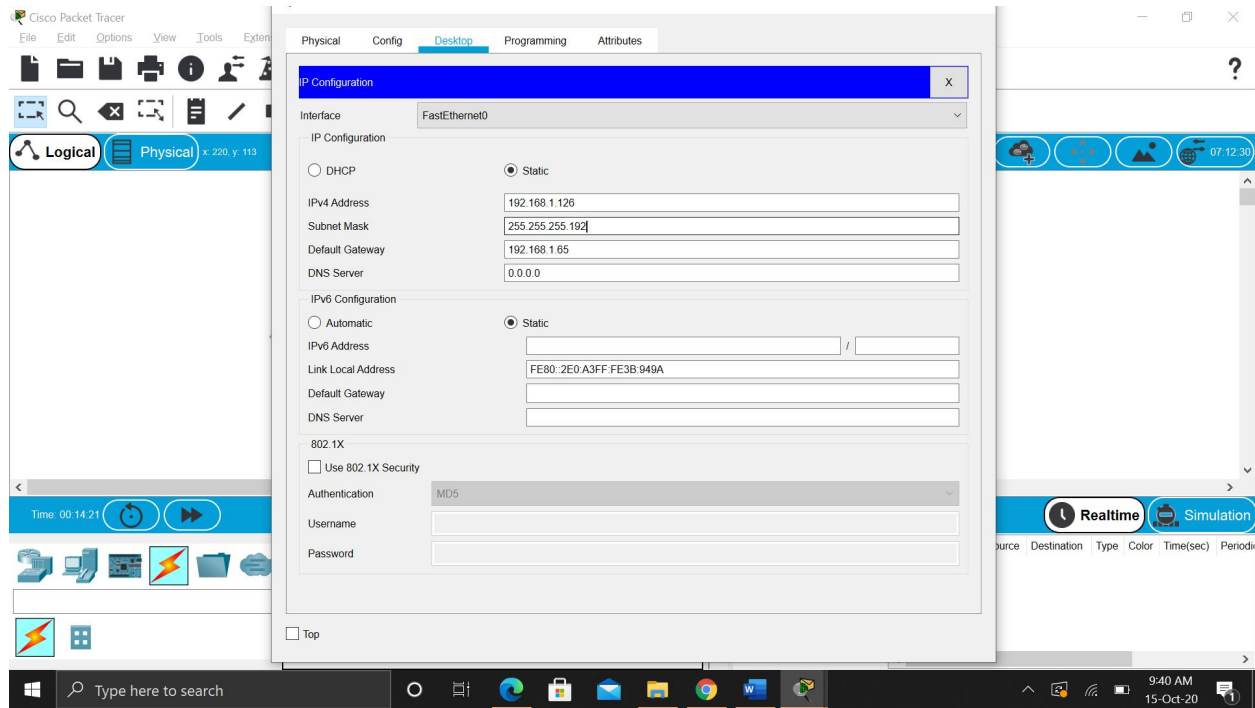 Cisco Packet Tracer
File Edit Options View Tools Exten
Physical Config Desktop Programming Attributes
IP Configuration X
Interface FastEthernet0
IP Configuration
DHCP Static
IPv4 Address 192.168.1.126
Subnet Mask 255.255.255.192
Default Gateway 192.168.1.65
DNS Server 0.0.0.0
IPv6 Configuration
Automatic Static
IPv6 Address /
Link Local Address FE80::2E0:A3FF:FE3B:949A
Default Gateway
DNS Server
802.1X
Use 802.1X Security
Authentication MD5
Username
Password
Top
?
Logical Physical x: 220, y: 113 07:12:30
Time: 00:14:21 Realtime Simulation
ource Destination Type Color Time(sec) Periodi
Type here to search
9:40 AM
15-Oct-20
1